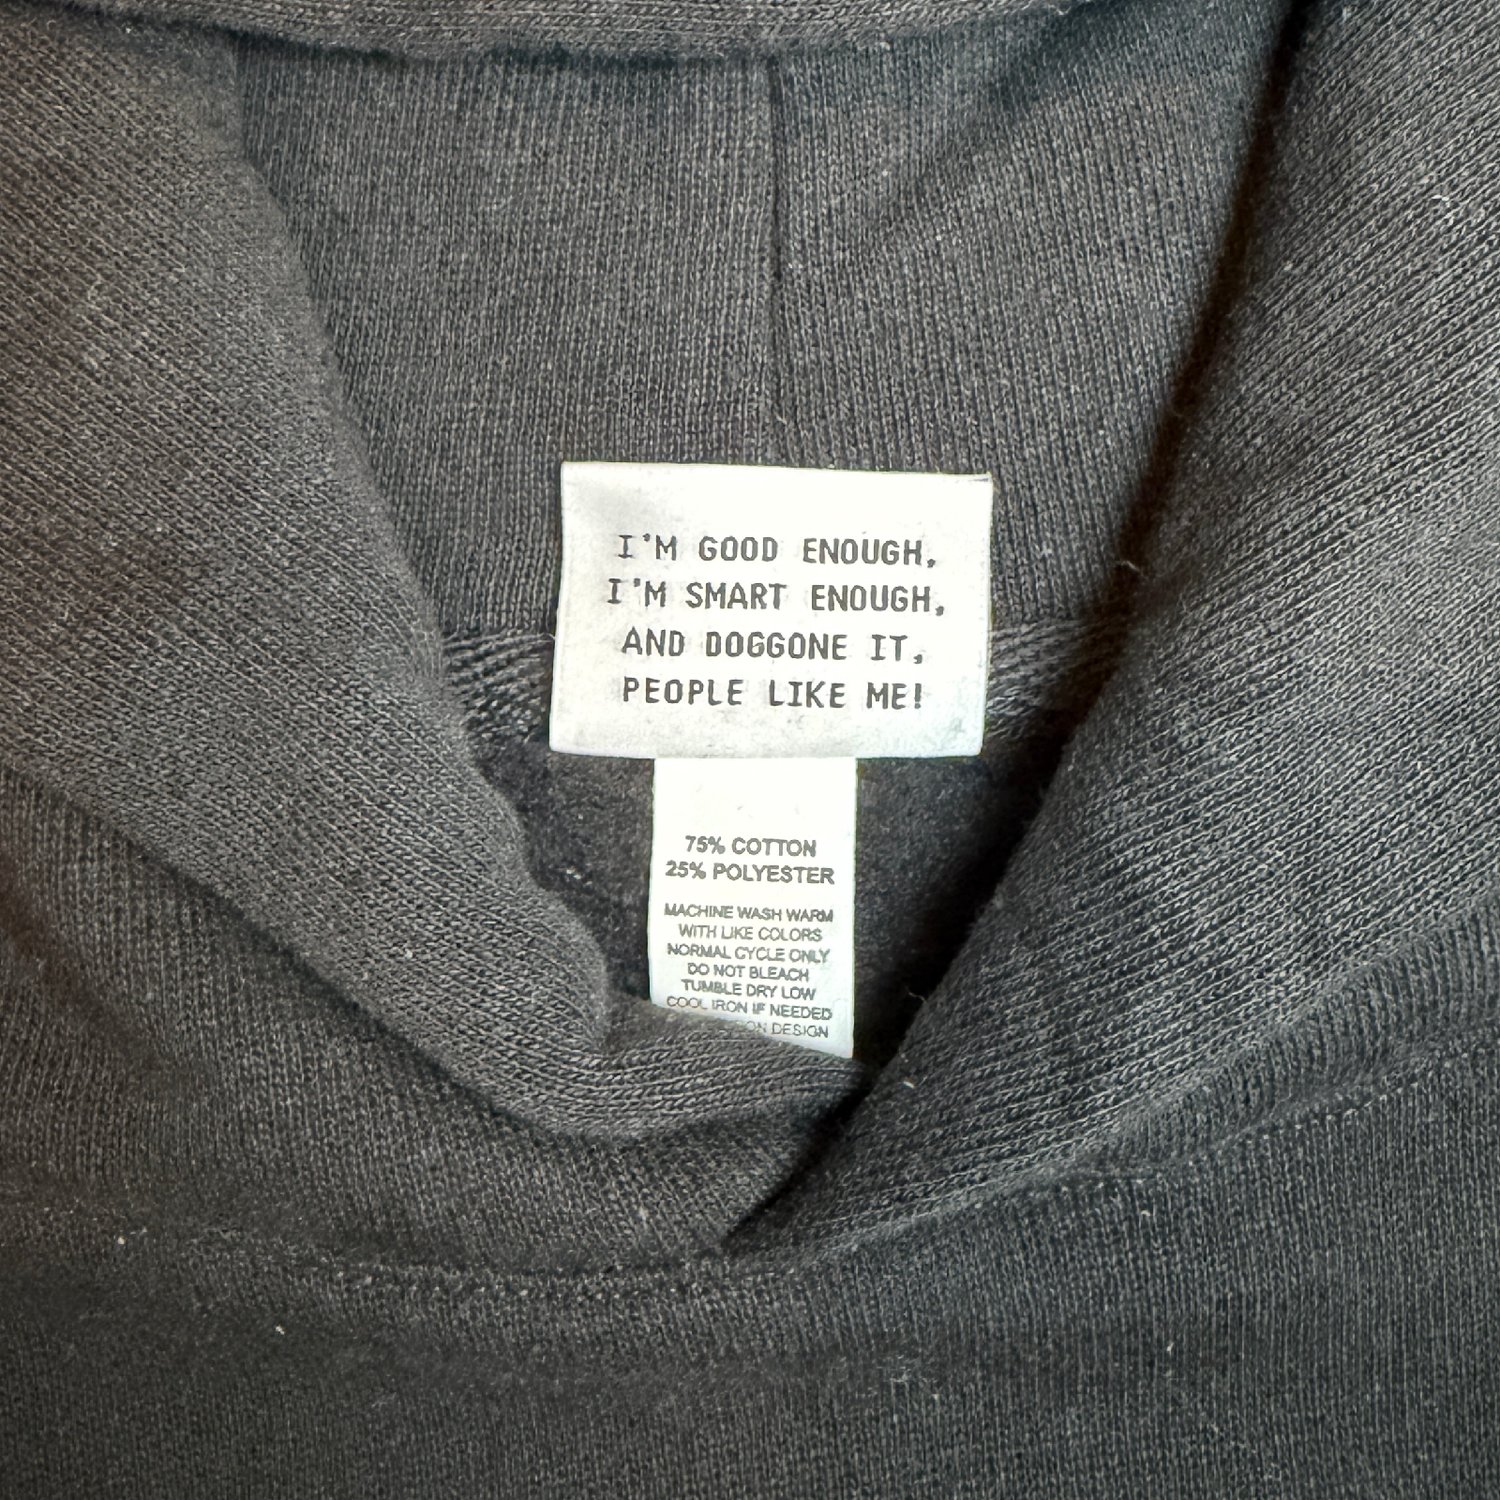 I'M GOOD ENOUGH,
I'M SMART ENOUGH,
AND DOGGONE IT,
PEOPLE LIKE ME!
75% COTTON
25% POLYESTER
MACHINE WASH WARM
WITH LIKE COLORS
NORMAL CYCLE ONLY
DO NOT BLEACH
TUMBLE DRY LOW
COOL IRON IF NEEDED
DESIGN